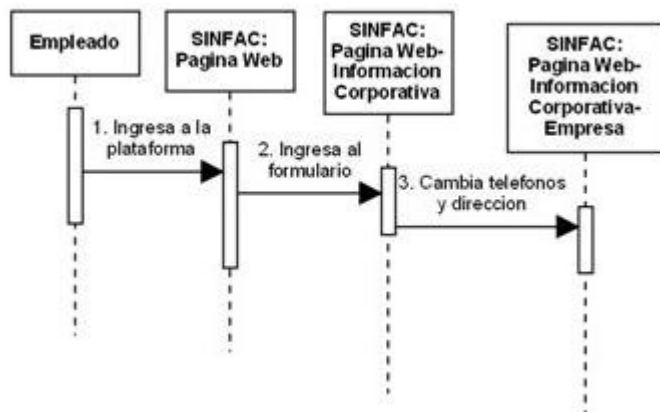 Empleado
SINFAC:
Pagina Web
SINFAC:
Pagina Web-
Informacion
Corporativa
SINFAC:
Pagina Web-
Informacion
Corporativa-
Empresa
1. Ingresa a la
plataforma
2. Ingresa al
formulario
3. Cambia telefonos
y direccion